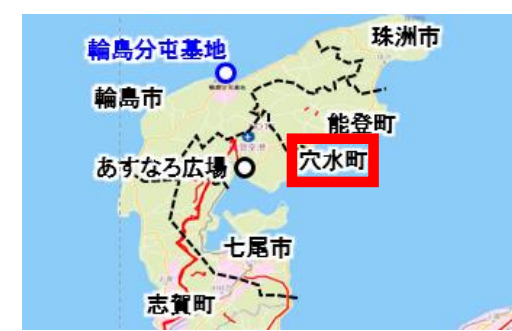 珠洲市
輪島分屯基地
輪島市
能登町
穴水町
あすなろ広場
七尾市
志賀町